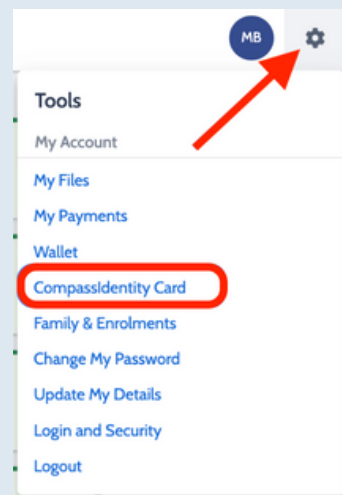 MB
Tools
My Account
My Files
My Payments
Wallet
CompassIdentity Card
Family & Enrolments
Change My Password
Update My Details
Login and Security
Logout